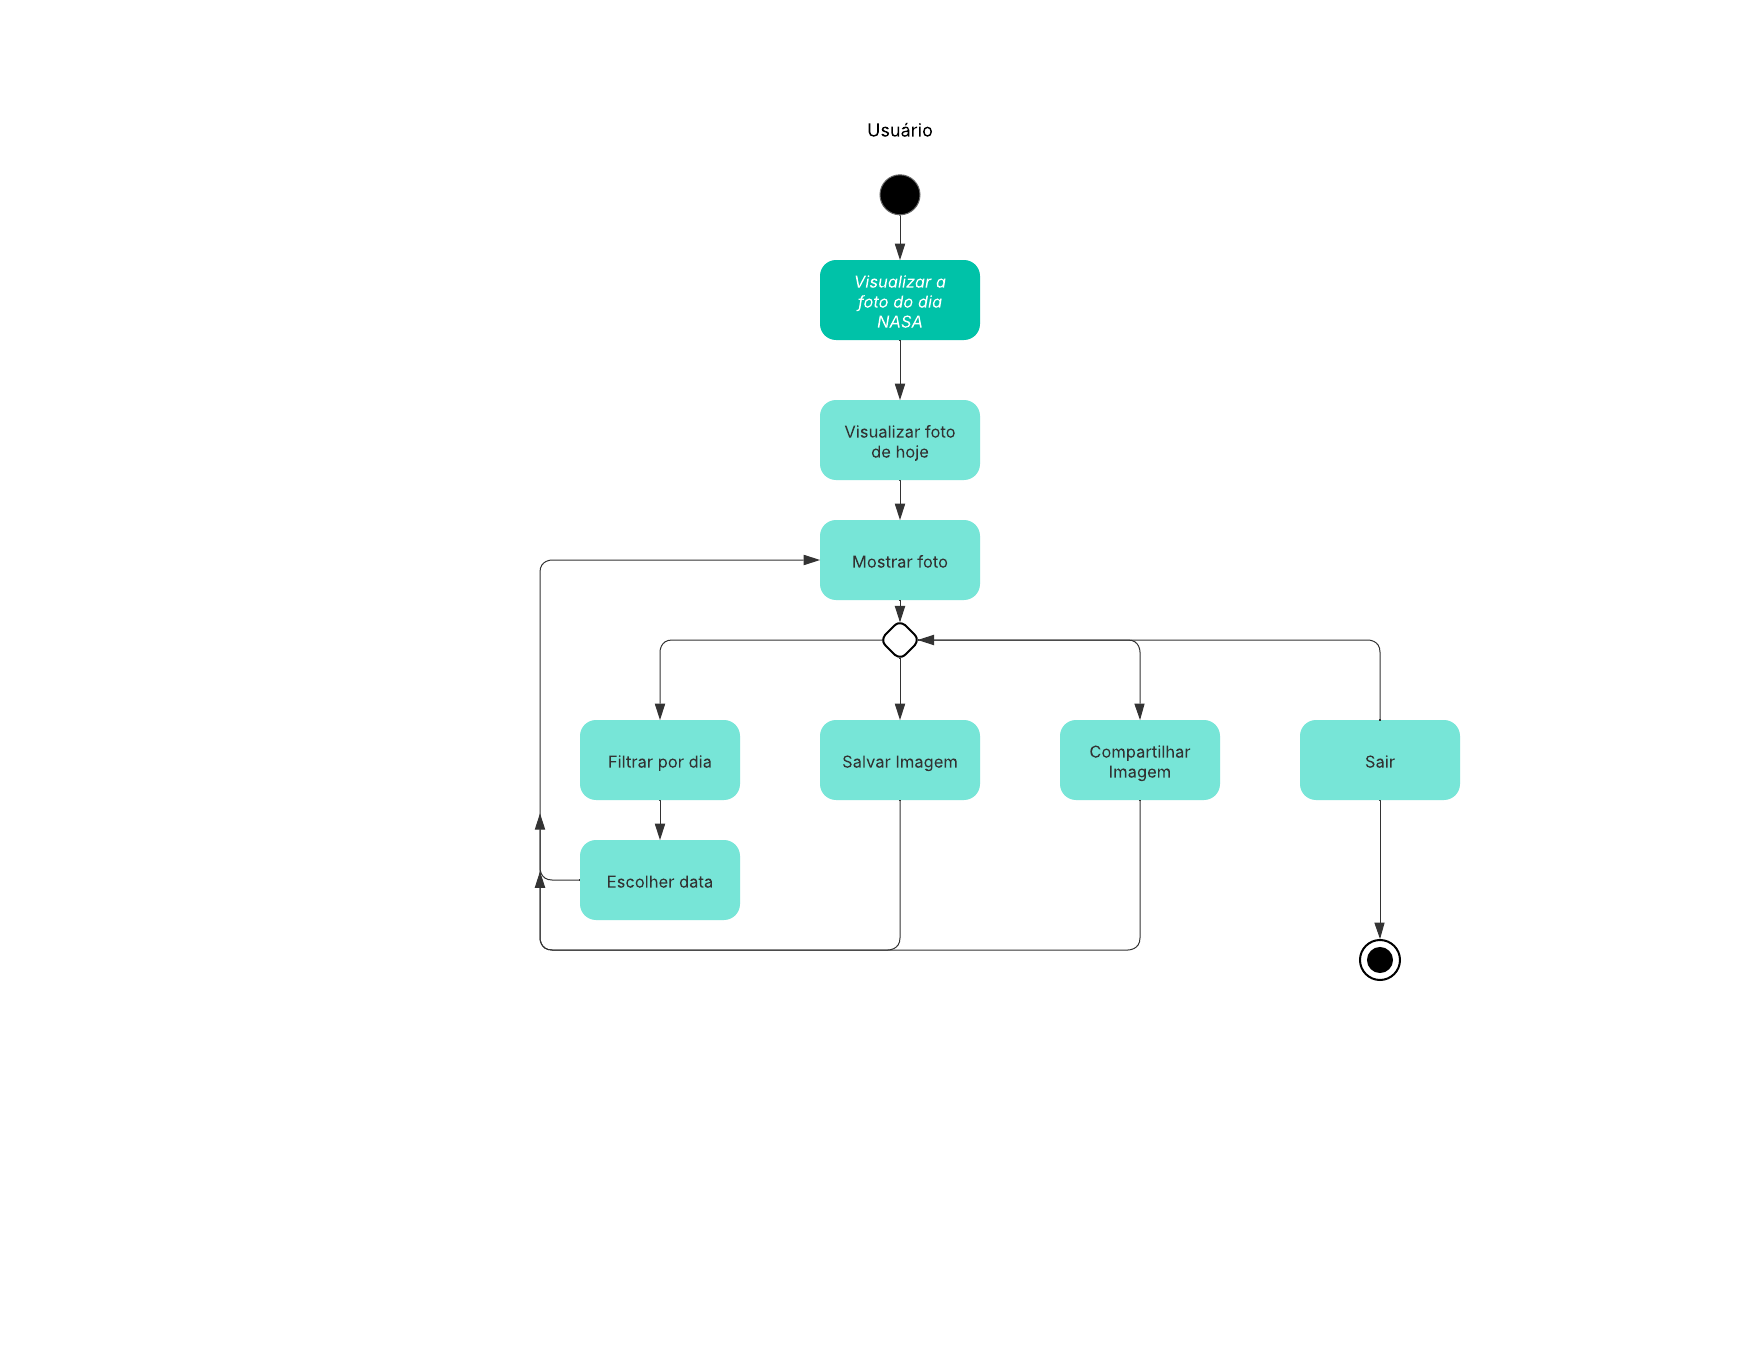 Usuário
Visualizar a
foto do dia
NASA
Visualizar foto
de hoje
Mostrar foto
Filtrar por dia
Salvar Imagem
Compartilhar
Imagem
Sair
Escolher data